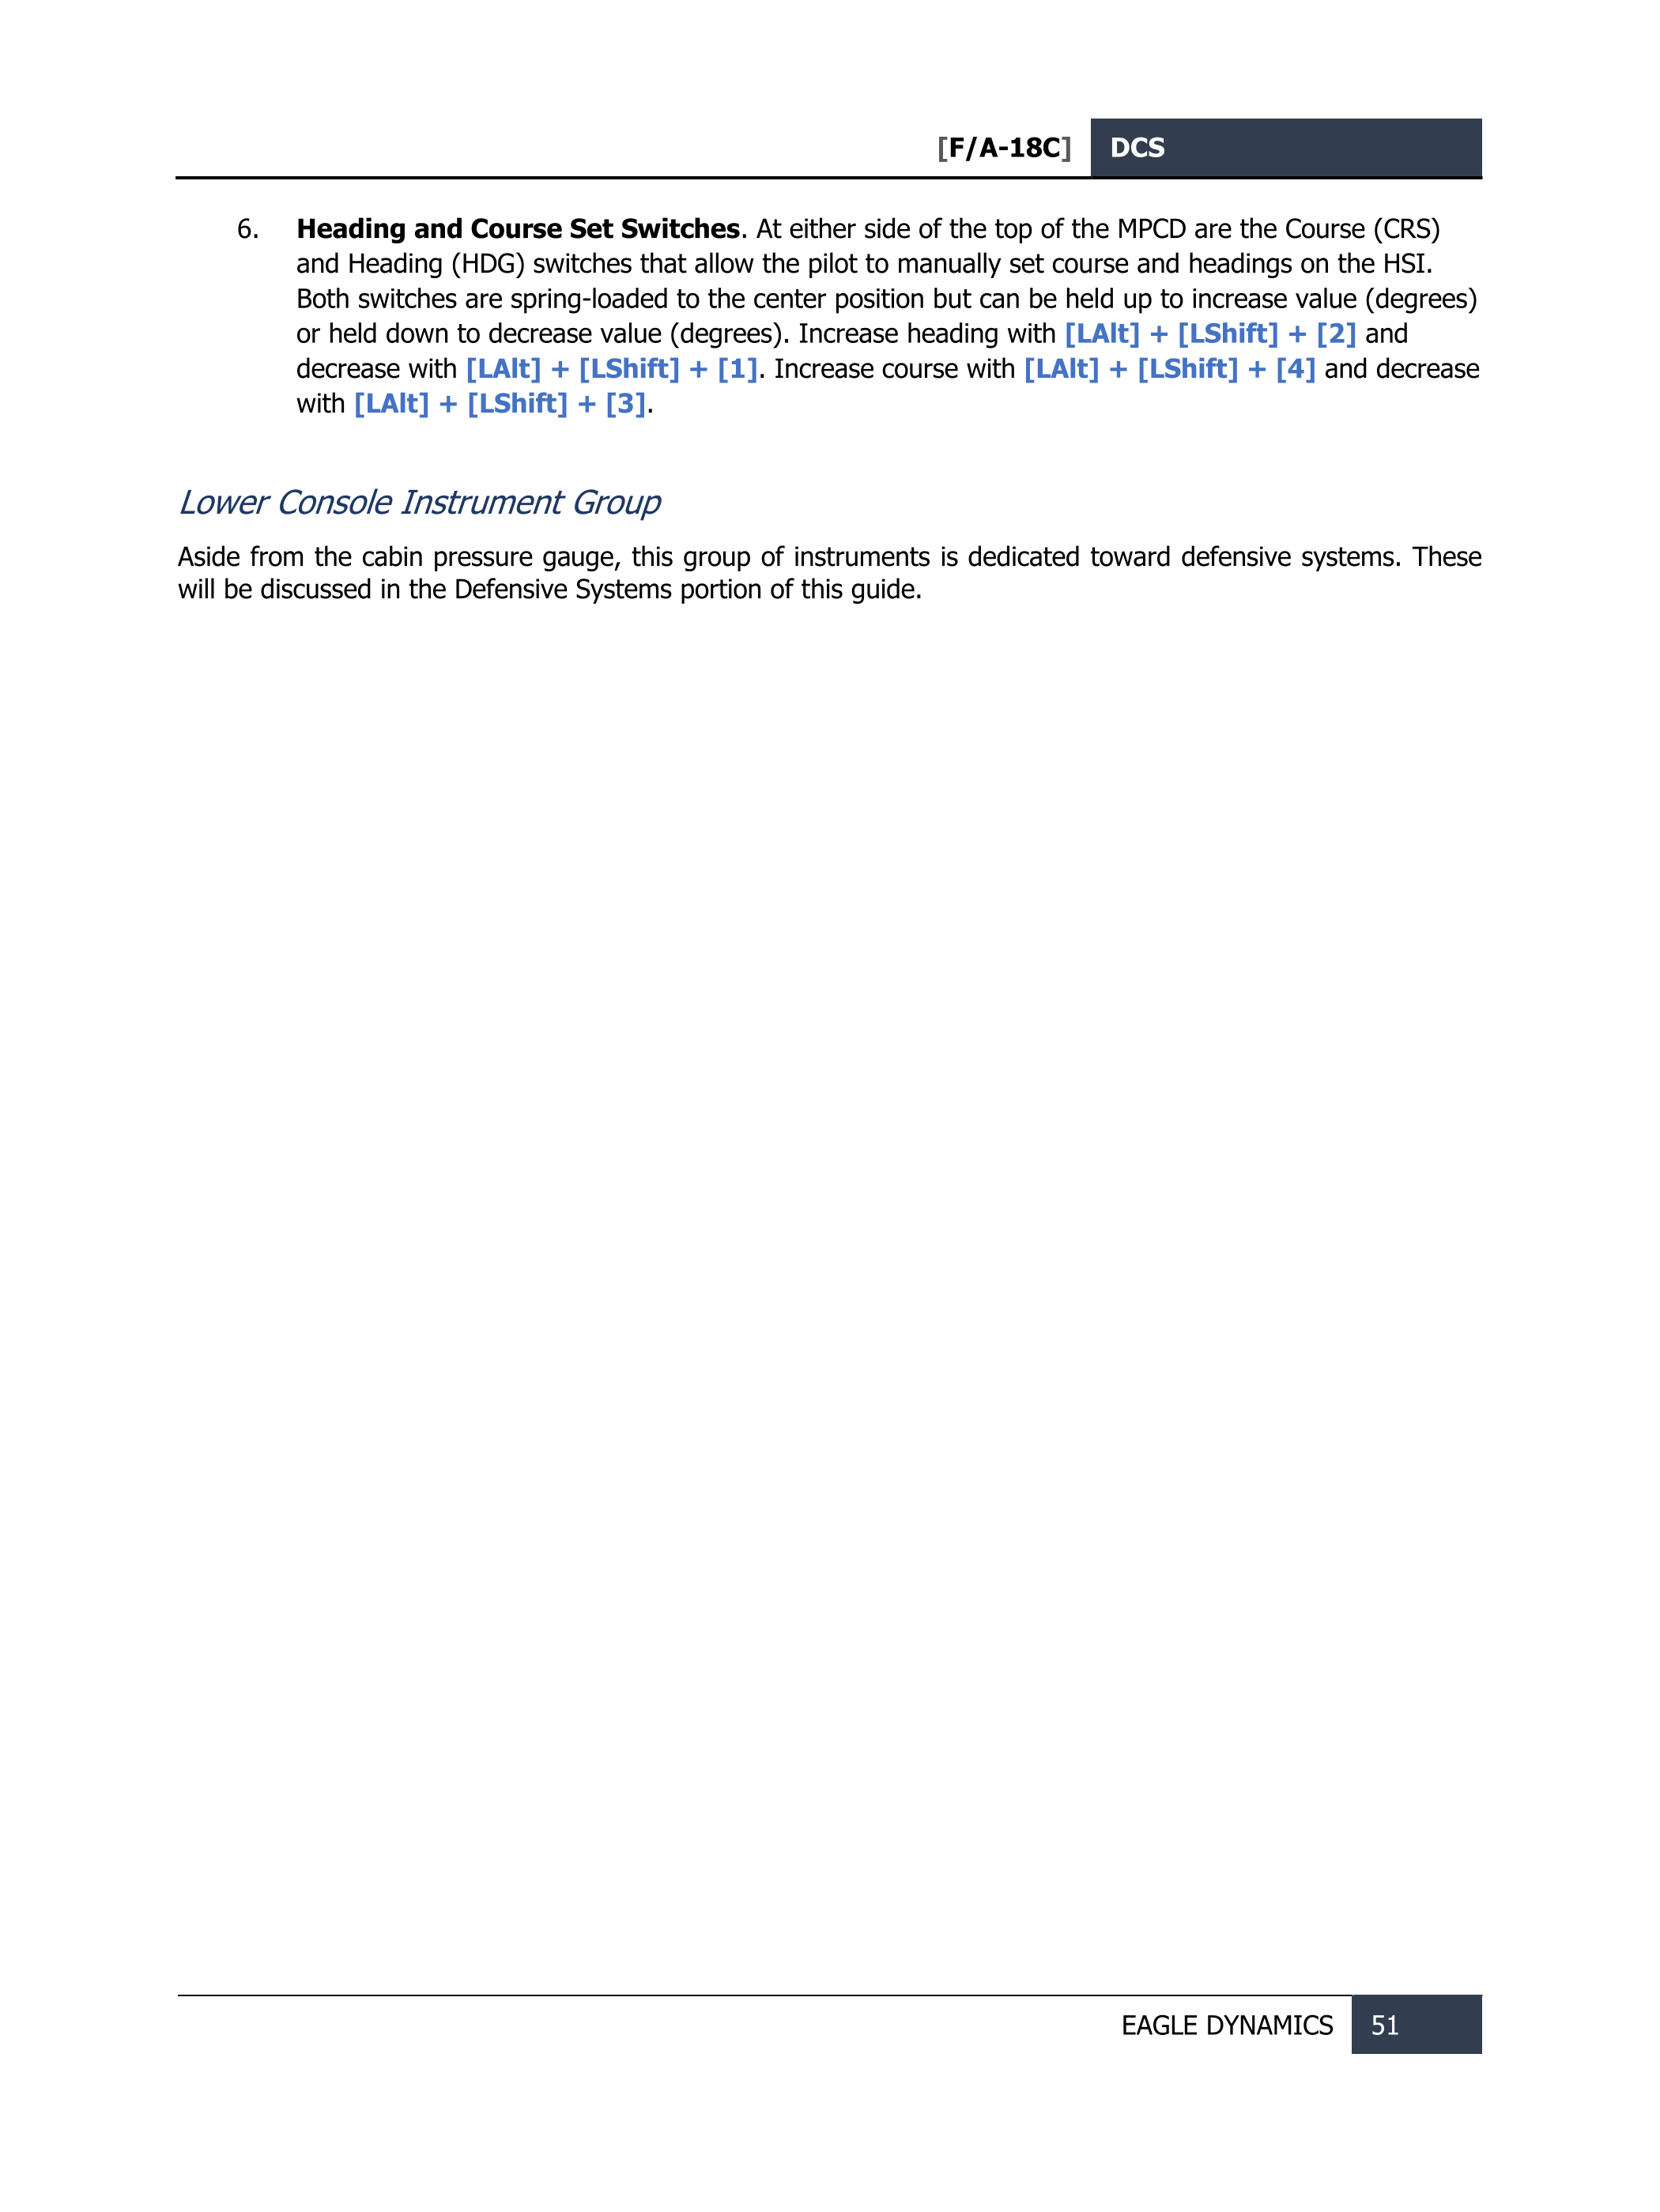 [F/A-18C] DCS
6. Heading and Course Set Switches. At either side of the top of the MPCD are the Course (CRS)
and Heading (HDG) switches that allow the pilot to manually set course and headings on the HSI.
Both switches are spring-loaded to the center position but can be held up to increase value (degrees)
or held down to decrease value (degrees). Increase heading with [LAlt] + [LShift] + [2] and
decrease with [LAlt] + [LShift] + [1]. Increase course with [LAlt] + [LShift] + [4] and decrease
with [LAlt] + [LShift] + [3].
Lower Console Instrument Group
Aside from the cabin pressure gauge, this group of instruments is dedicated toward defensive systems. These
will be discussed in the Defensive Systems portion of this guide.
EAGLE DYNAMICS 51